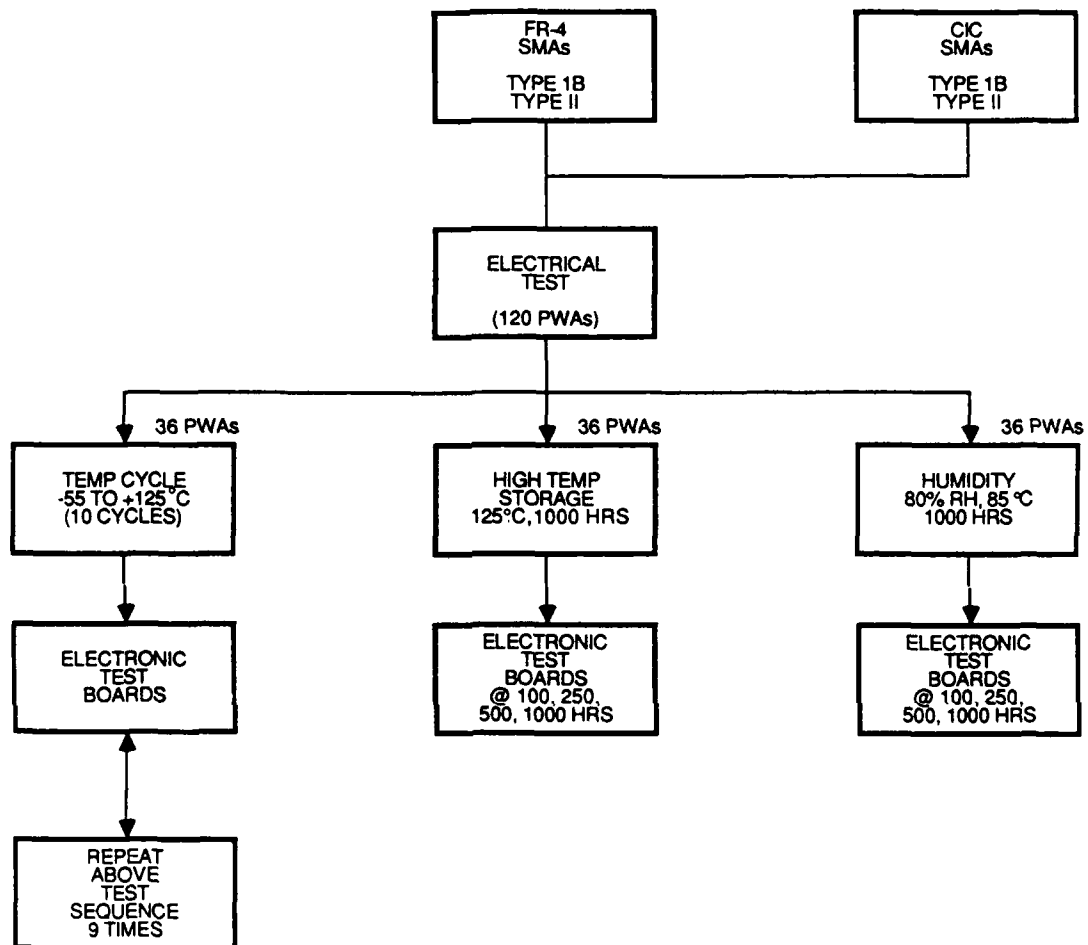 FR-4
SMAs
TYPE 1B
TYPE II
CIC
SMAs
TYPE 1B
TYPE II
ELECTRICAL
TEST
(120 PWAs)
36 PWAs
36 PWAs
36 PWAs
TEMP CYCLE
-55 TO +125°C
(10 CYCLES)
HIGH TEMP
STORAGE
125°C, 1000 HRS
HUMIDITY
80% RH, 85 °C
1000 HRS
ELECTRONIC
TEST
BOARDS
ELECTRONIC
TEST
BOARDS
@ 100, 250,
500, 1000 HRS
ELECTRONIC
TEST
BOARDS
@ 100, 250,
500, 1000 HRS
REPEAT
ABOVE
TEST
SEQUENCE
9 TIMES